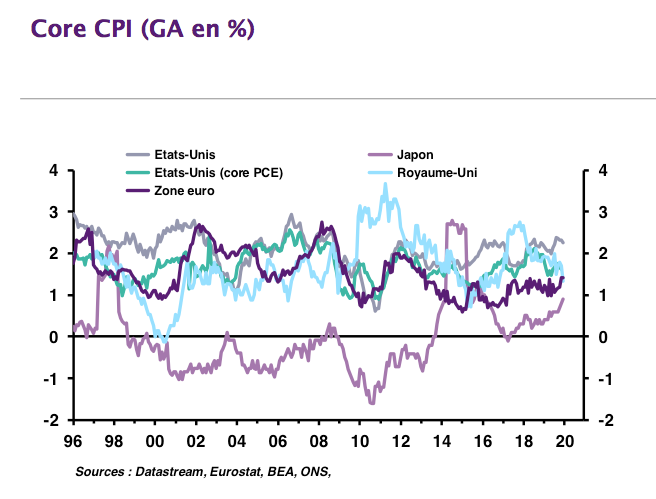 Core CPI (GA en %)
Etats-Unis
Japon
Etats-Unis (core PCE)
Royaume-Uni
Zone euro
4 4
3 3
2 2
1 1
0 0
-1 -1
-2 -2
96 98 00 02 04 06 08 10 12 14 16 18 20
Sources : Datastream, Eurostat, BEA, ONS,